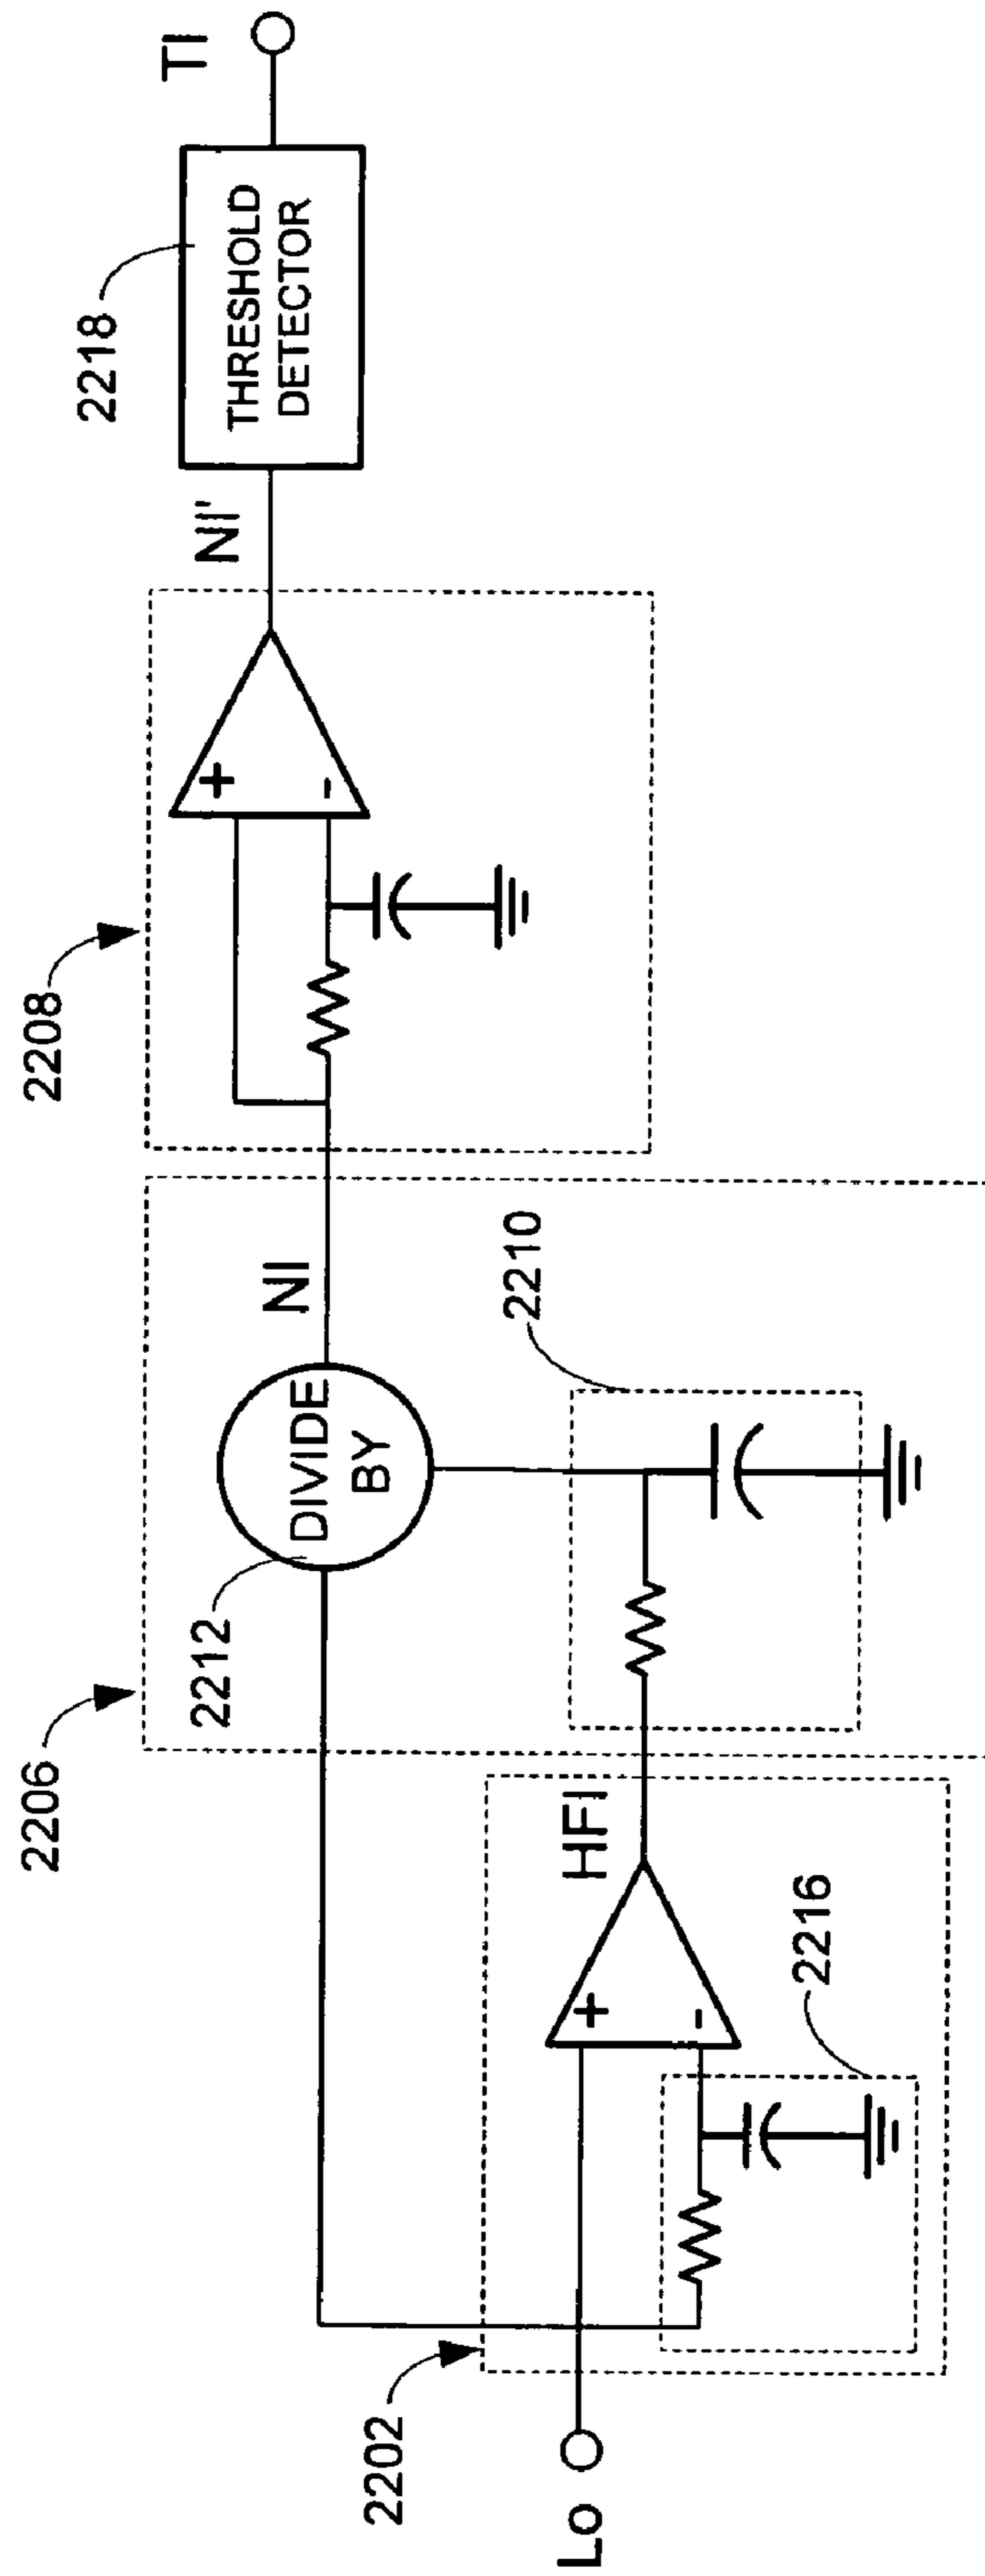 2202
Lo
2216
HFI
2206
2212
DIVIDE
BY
2210
NI
2208
+
-
+
-
NI'
2218
THRESHOLD
DETECTOR
TI